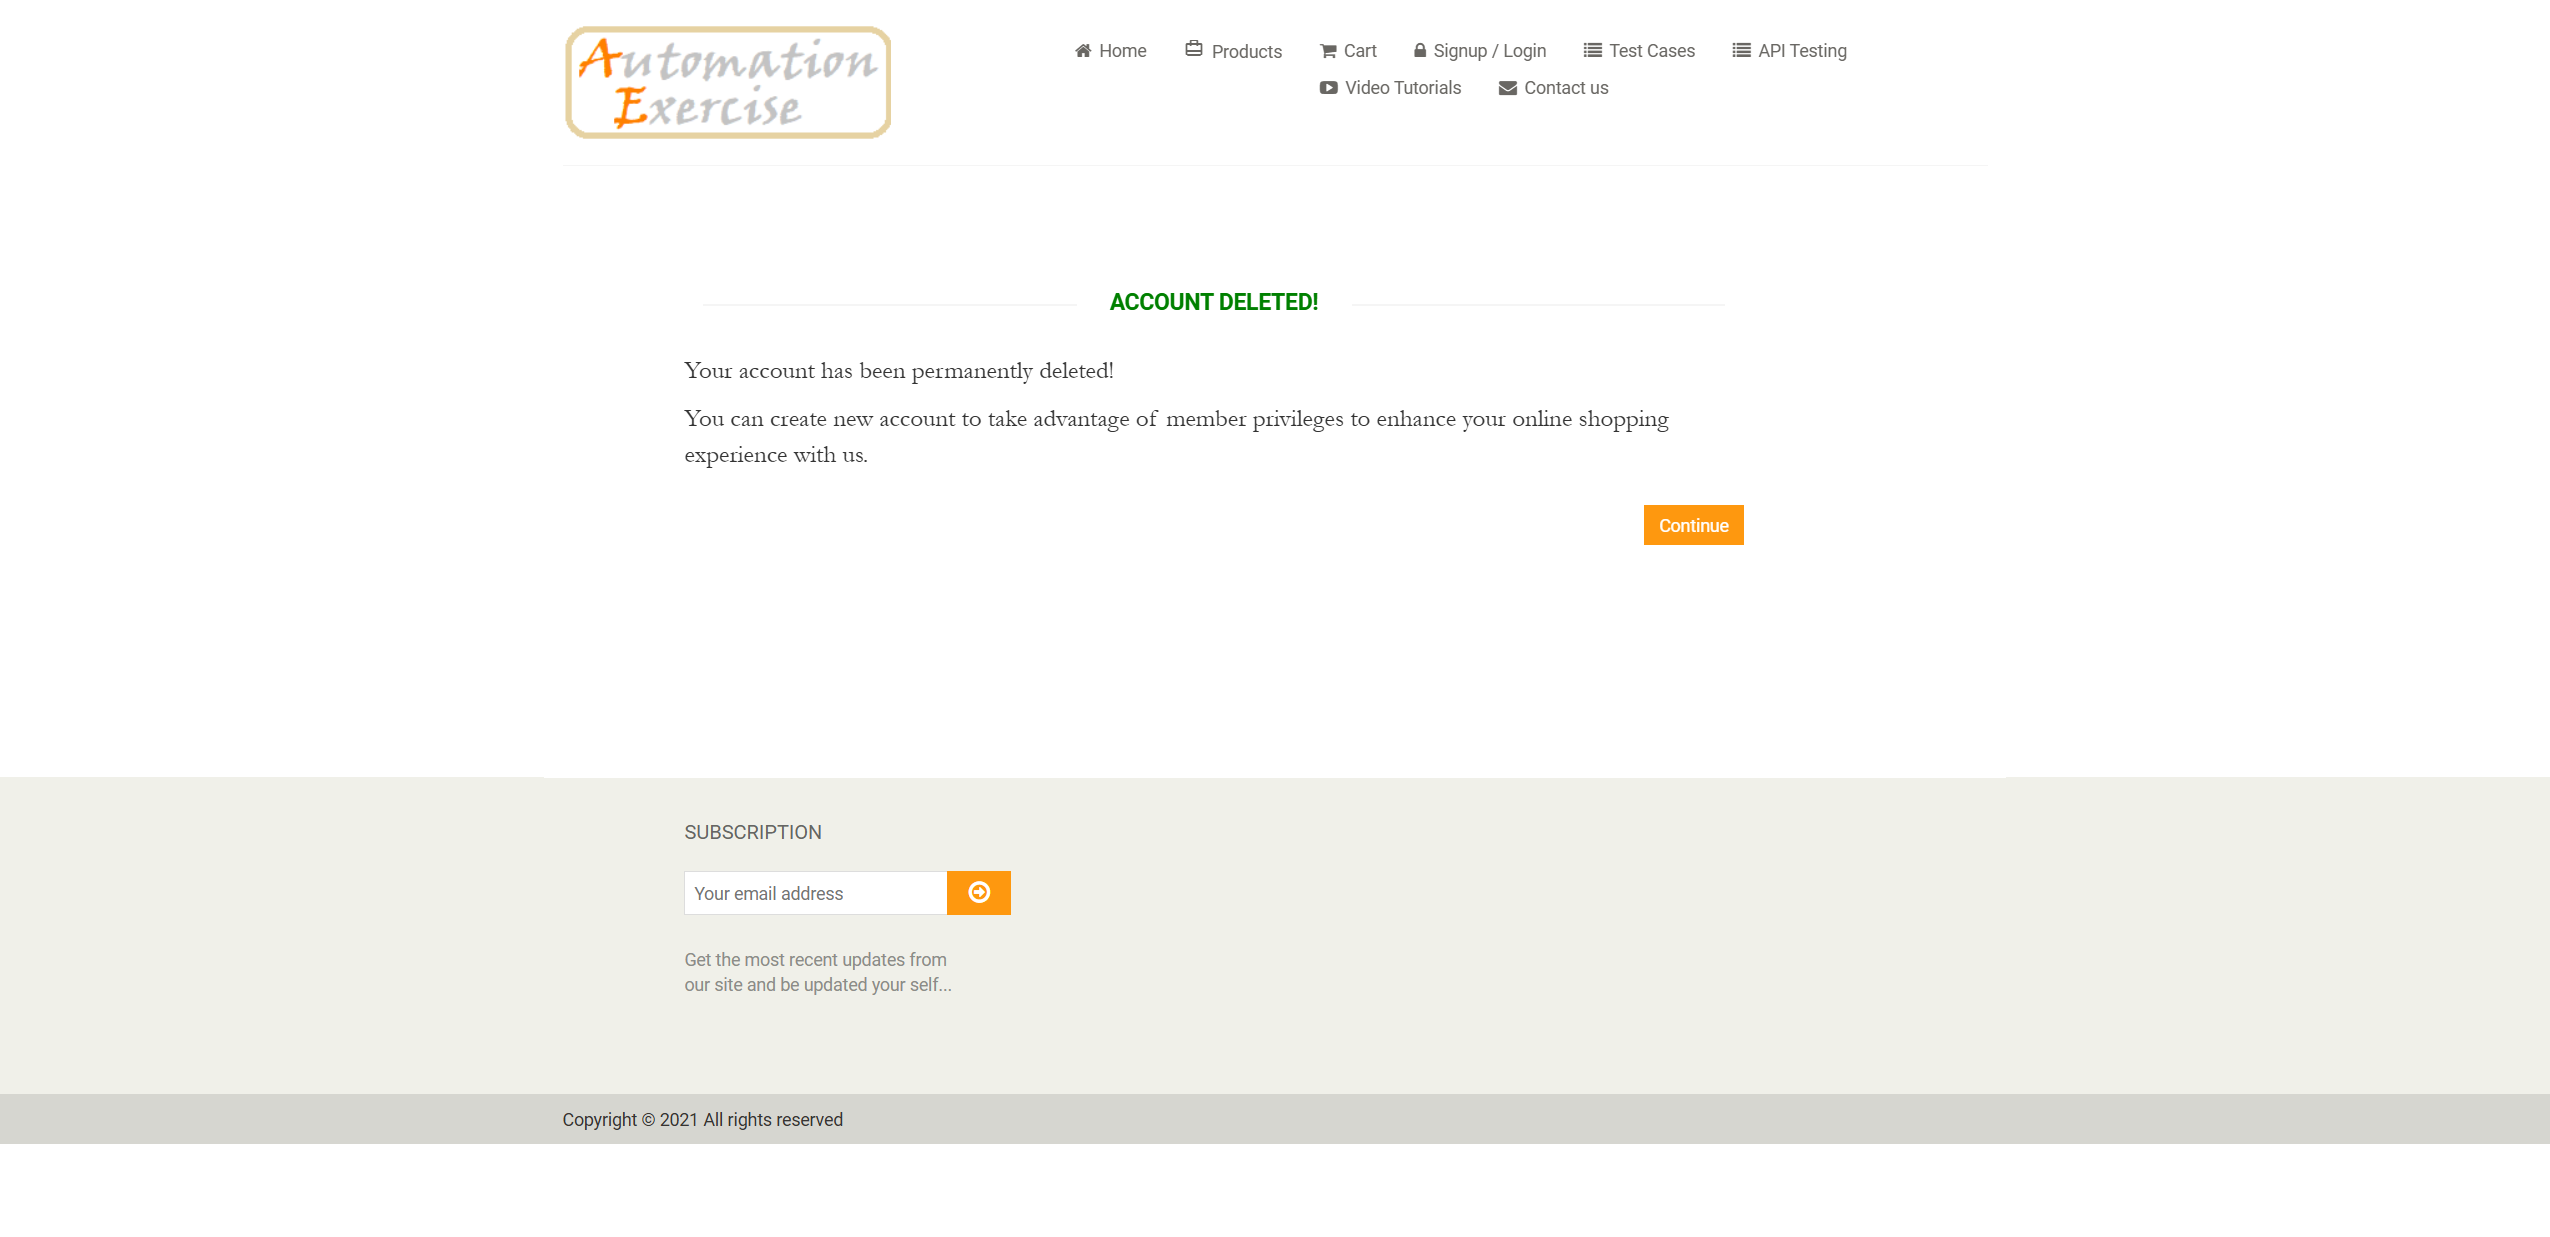 Automation
Exercise
Home Products Cart Signup / Login Test Cases API Testing
Video Tutorials Contact us
ACCOUNT DELETED!
Your account has been permanently deleted!
You can create new account to take advantage of member privileges to enhance your online shopping
experience with us.
Continue
SUBSCRIPTION
Your email address
Get the most recent updates from
our site and be updated your self...
Copyright © 2021 All rights reserved